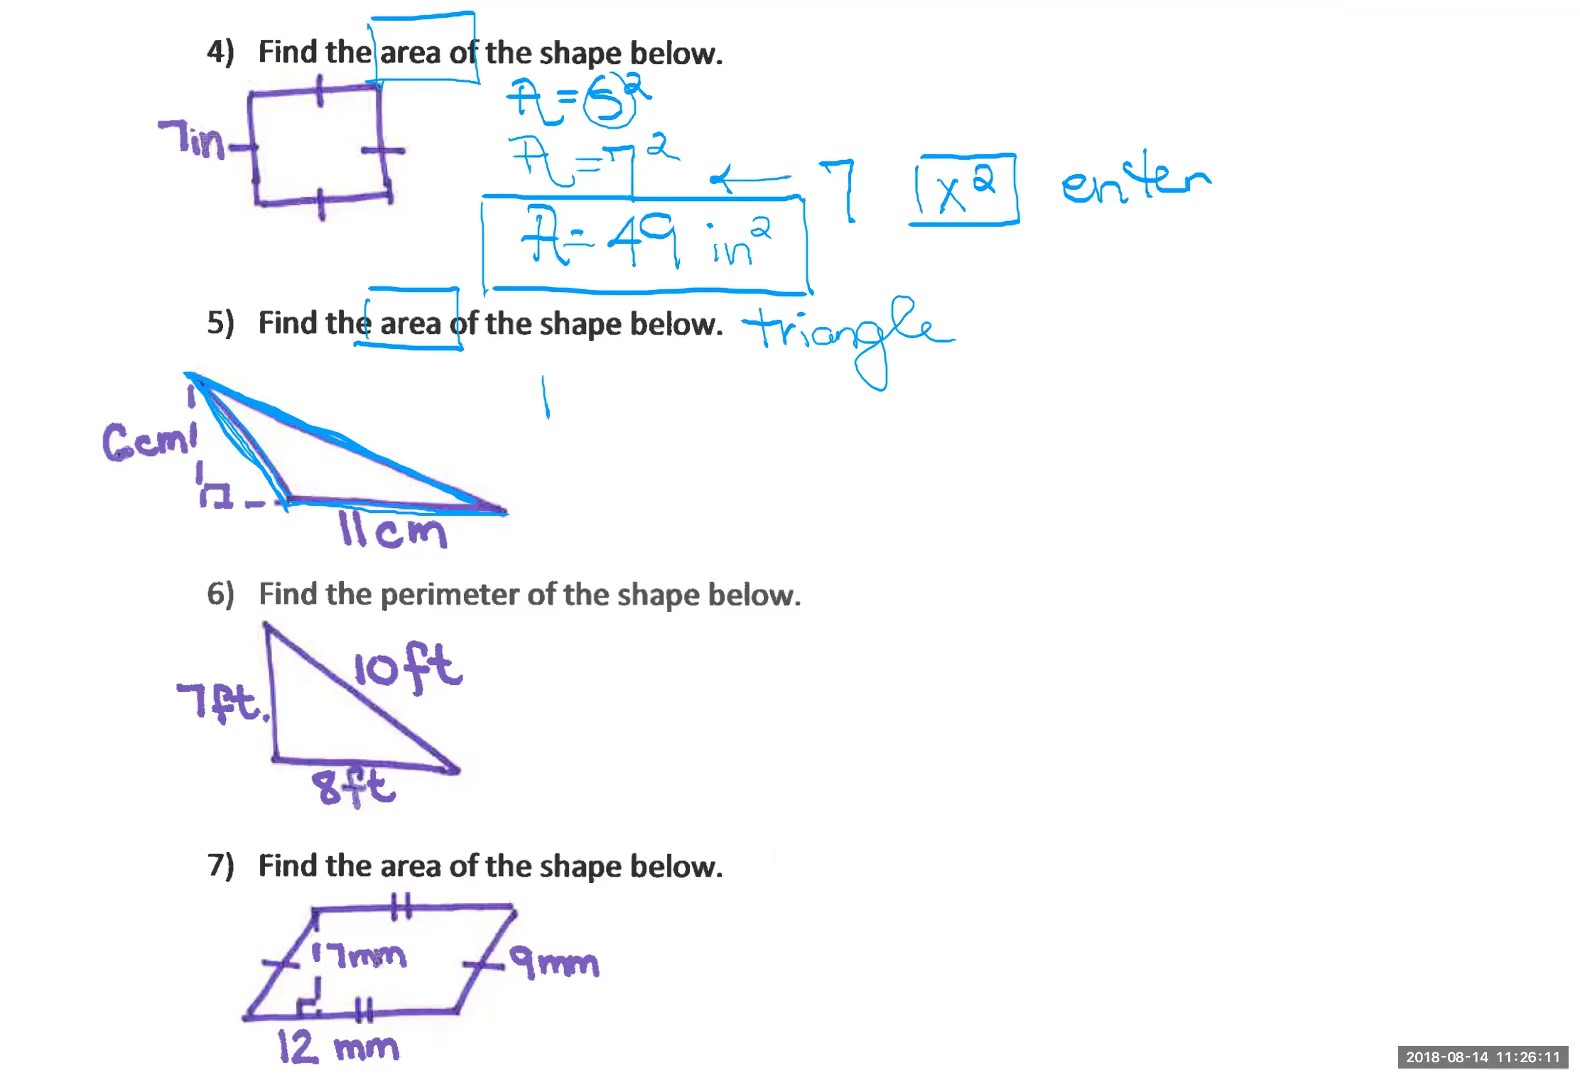 4) Find the area of the shape below.
7in
A = S²
A = 7²
7 x² enter
A = 49 in²
5) Find the area of the shape below. triangle
6cm
11cm
6) Find the perimeter of the shape below.
10ft
7ft.
8ft
7) Find the area of the shape below.
7mm
9mm
12 mm
2018-08-14 11:26:11